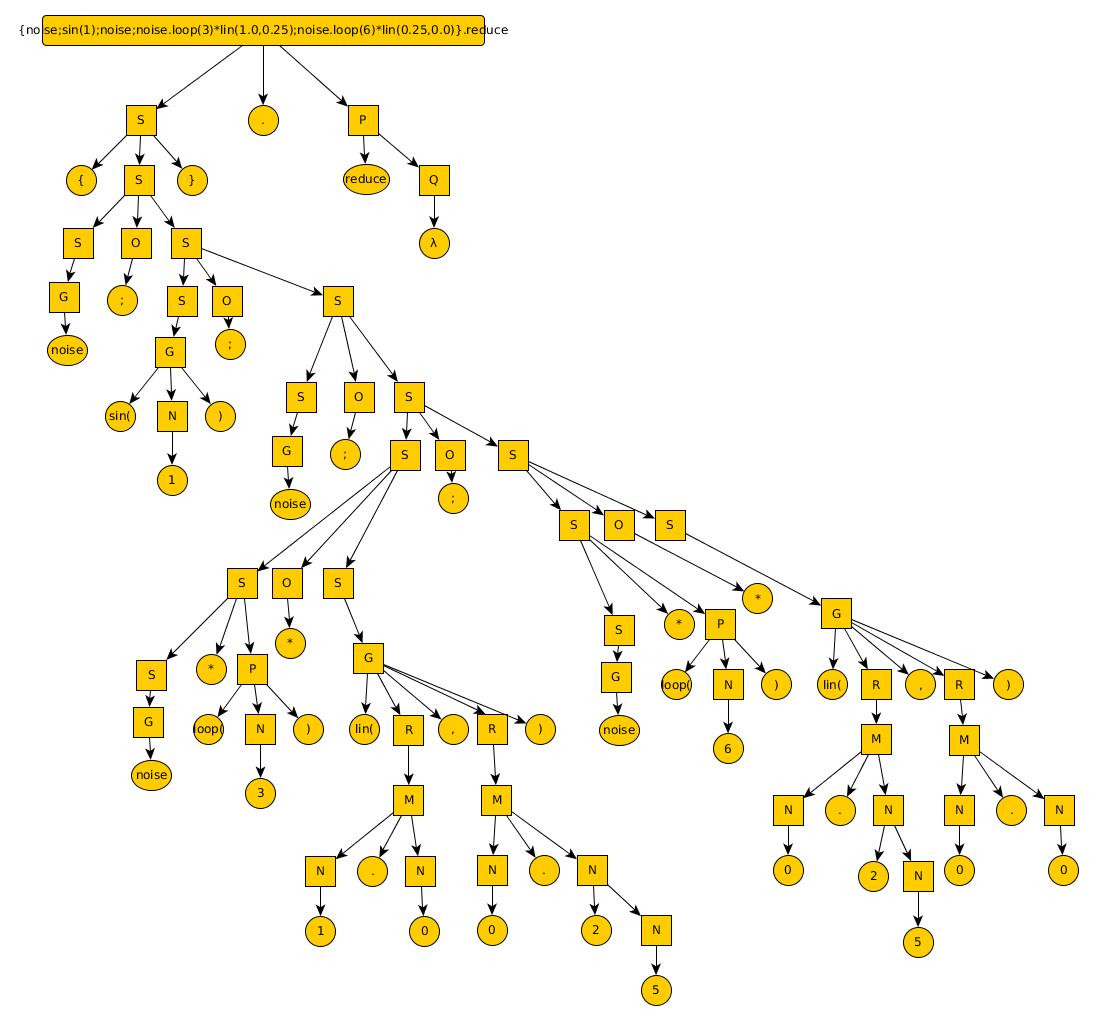 {noise;sin(1);noise;noise.loop(3)*lin(1.0,0.25);noise.loop(6)*lin(0.25,0.0)}.reduce
S . P
{ S } reduce Q
S O S λ
G ; S O S
noise G ;
sin( N ) S O S
1 G ; S O S
noise ;
S O S
S O S * G
* S * P
S * P G loop( N ) lin( R , R )
G loop( N ) lin( R , R ) noise 6 M M
noise 3 M M N . N N . N
N . N N . N 0 2 N 0 0
1 0 0 2 N 5
5